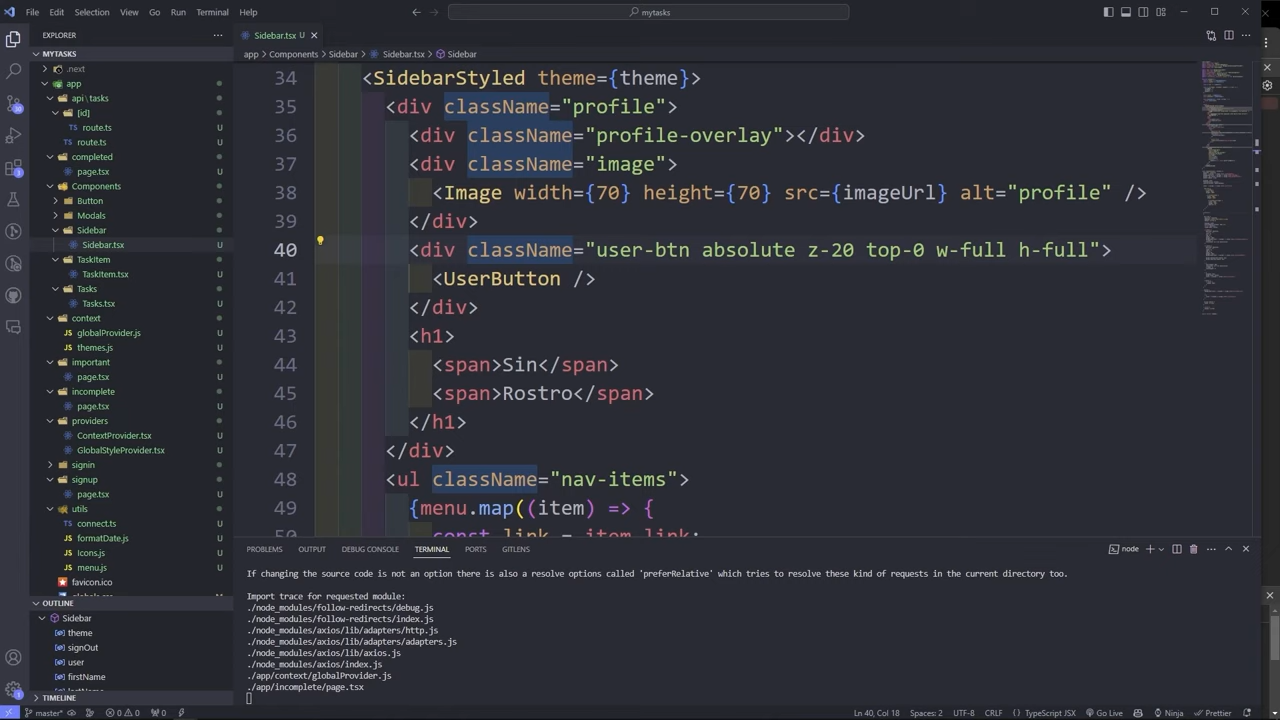 File Edit Selection View Go Run Terminal Help
mytasks
EXPLORER
MYTASKS
.next
app
api\tasks
[id]
route.ts U
route.ts U
completed
page.tsx U
Components
Button
Modals
Sidebar
Sidebar.tsx U
TaskItem
TaskItem.tsx U
Tasks
Tasks.tsx U
context
globalProvider.js U
themes.js U
important
page.tsx U
incomplete
page.tsx U
providers
ContextProvider.tsx U
GlobalStyleProvider.tsx U
signin
signup
page.tsx U
utils
connect.ts U
formatDate.js U
Icons.js U
menu.js U
favicon.ico
OUTLINE
Sidebar
theme
signOut
user
firstName
TIMELINE
Sidebar.tsx U
app > Components > Sidebar > Sidebar.tsx > Sidebar
34 <SidebarStyled theme={theme}>
35 <div className="profile">
36 <div className="profile-overlay"></div>
37 <div className="image">
38 <Image width={70} height={70} src={imageUrl} alt="profile" />
39 </div>
40 <div className="user-btn absolute z-20 top-0 w-full h-full">
41 <UserButton />
42 </div>
43 <h1>
44 <span>Sin</span>
45 <span>Rostro</span>
46 </h1>
47 </div>
48 <ul className="nav-items">
49 {menu.map((item) => {
50 const link = item.link;
PROBLEMS OUTPUT DEBUG CONSOLE TERMINAL PORTS GITLENS
node
If changing the source code is not an option there is also a resolve options called 'preferRelative' which tries to resolve these kind of requests in the current directory too.
Import trace for requested module:
./node_modules/follow-redirects/debug.js
./node_modules/follow-redirects/index.js
./node_modules/axios/lib/adapters/http.js
./node_modules/axios/lib/adapters/adapters.js
./node_modules/axios/lib/axios.js
./node_modules/axios/index.js
./app/context/globalProvider.js
./app/incomplete/page.tsx
master* 0 0 0 Ln 40, Col 18 Spaces: 2 UTF-8 CRLF TypeScript JSX Go Live Ninja Prettier